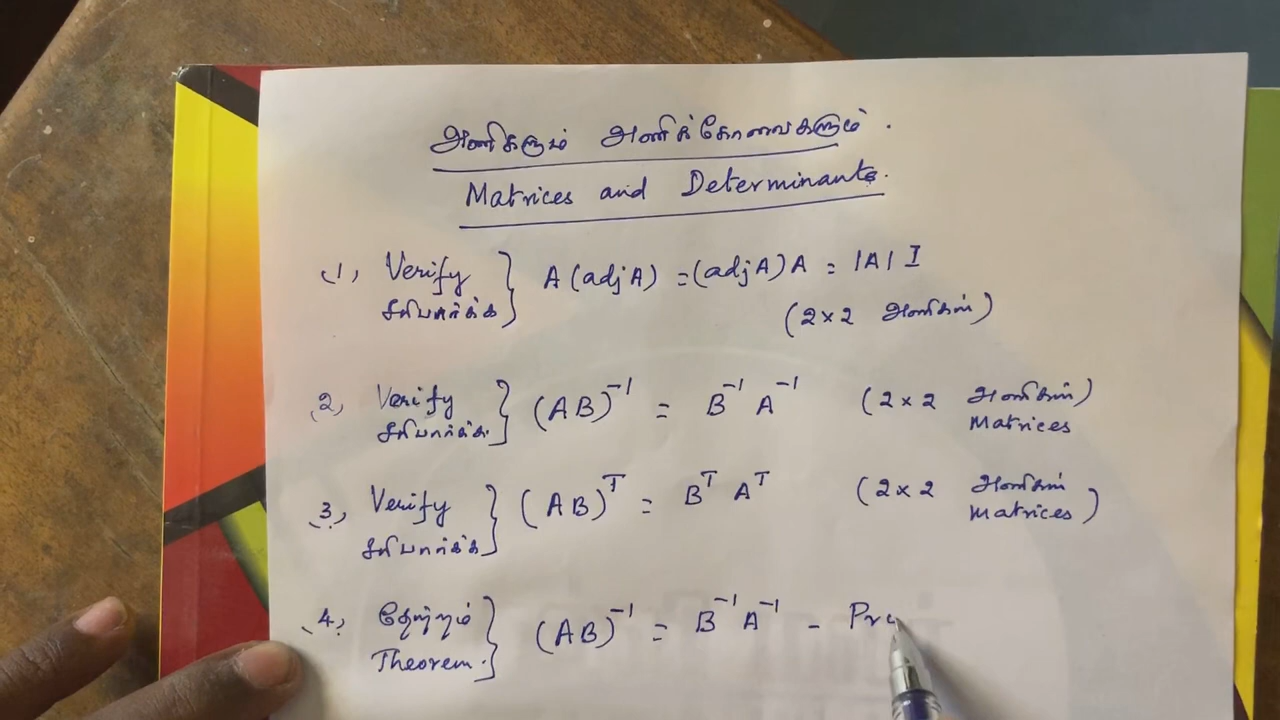 அணிகளும் அணிக்கோவைகளும்.
Matrices and Determinants.
(1) Verify } A (adj A) = (adj A) A = |A| I
சரிபார்க்க (2×2 அணிகள்)
(2) Verify } (AB)⁻¹ = B⁻¹ A⁻¹ (2×2 அணிகள்)
சரிபார்க்க. Matrices
(3) Verify } (AB)ᵀ = Bᵀ Aᵀ (2×2 அணிகள்
சரிபார்க்க Matrices)
(4) தேற்றம் } (AB)⁻¹ = B⁻¹ A⁻¹ - Pro
Theorem.